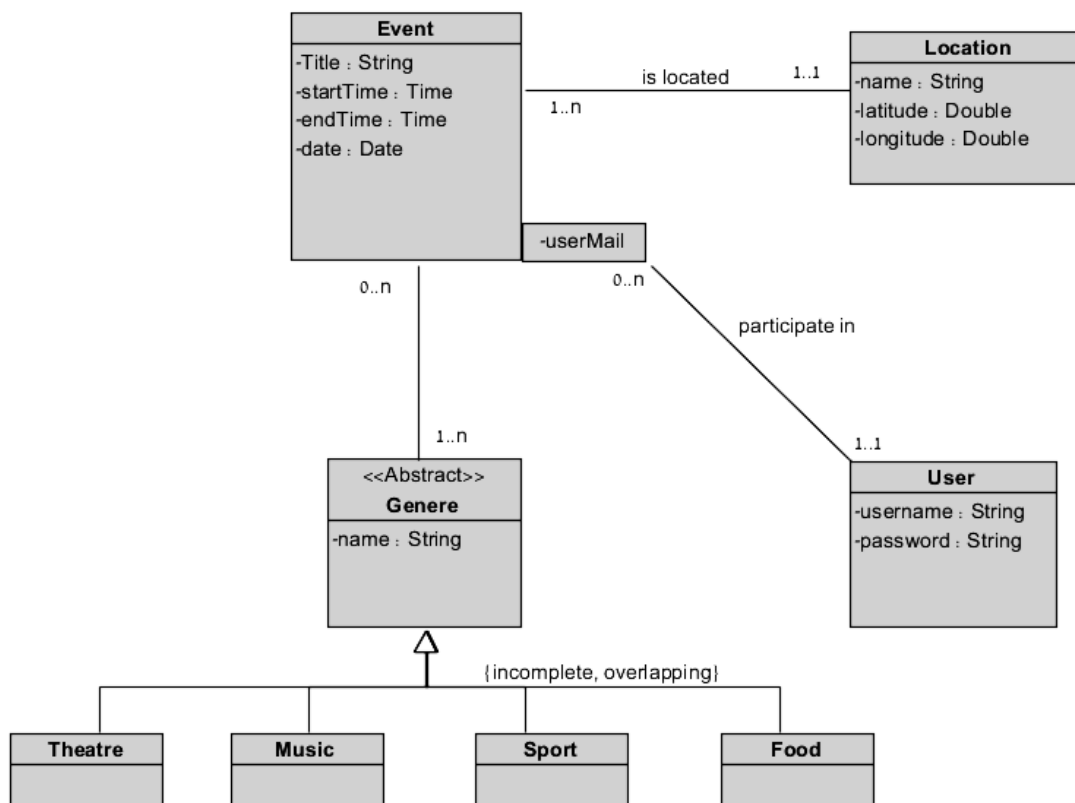 Event
-Title : String
-startTime : Time
-endTime : Time
-date : Date
is located
1..1
1..n
Location
-name : String
-latitude : Double
-longitude : Double
-userMail
0..n
0..n
participate in
1..n
1..1
<<Abstract>>
Genere
-name : String
User
-username : String
-password : String
{incomplete, overlapping}
Theatre
Music
Sport
Food